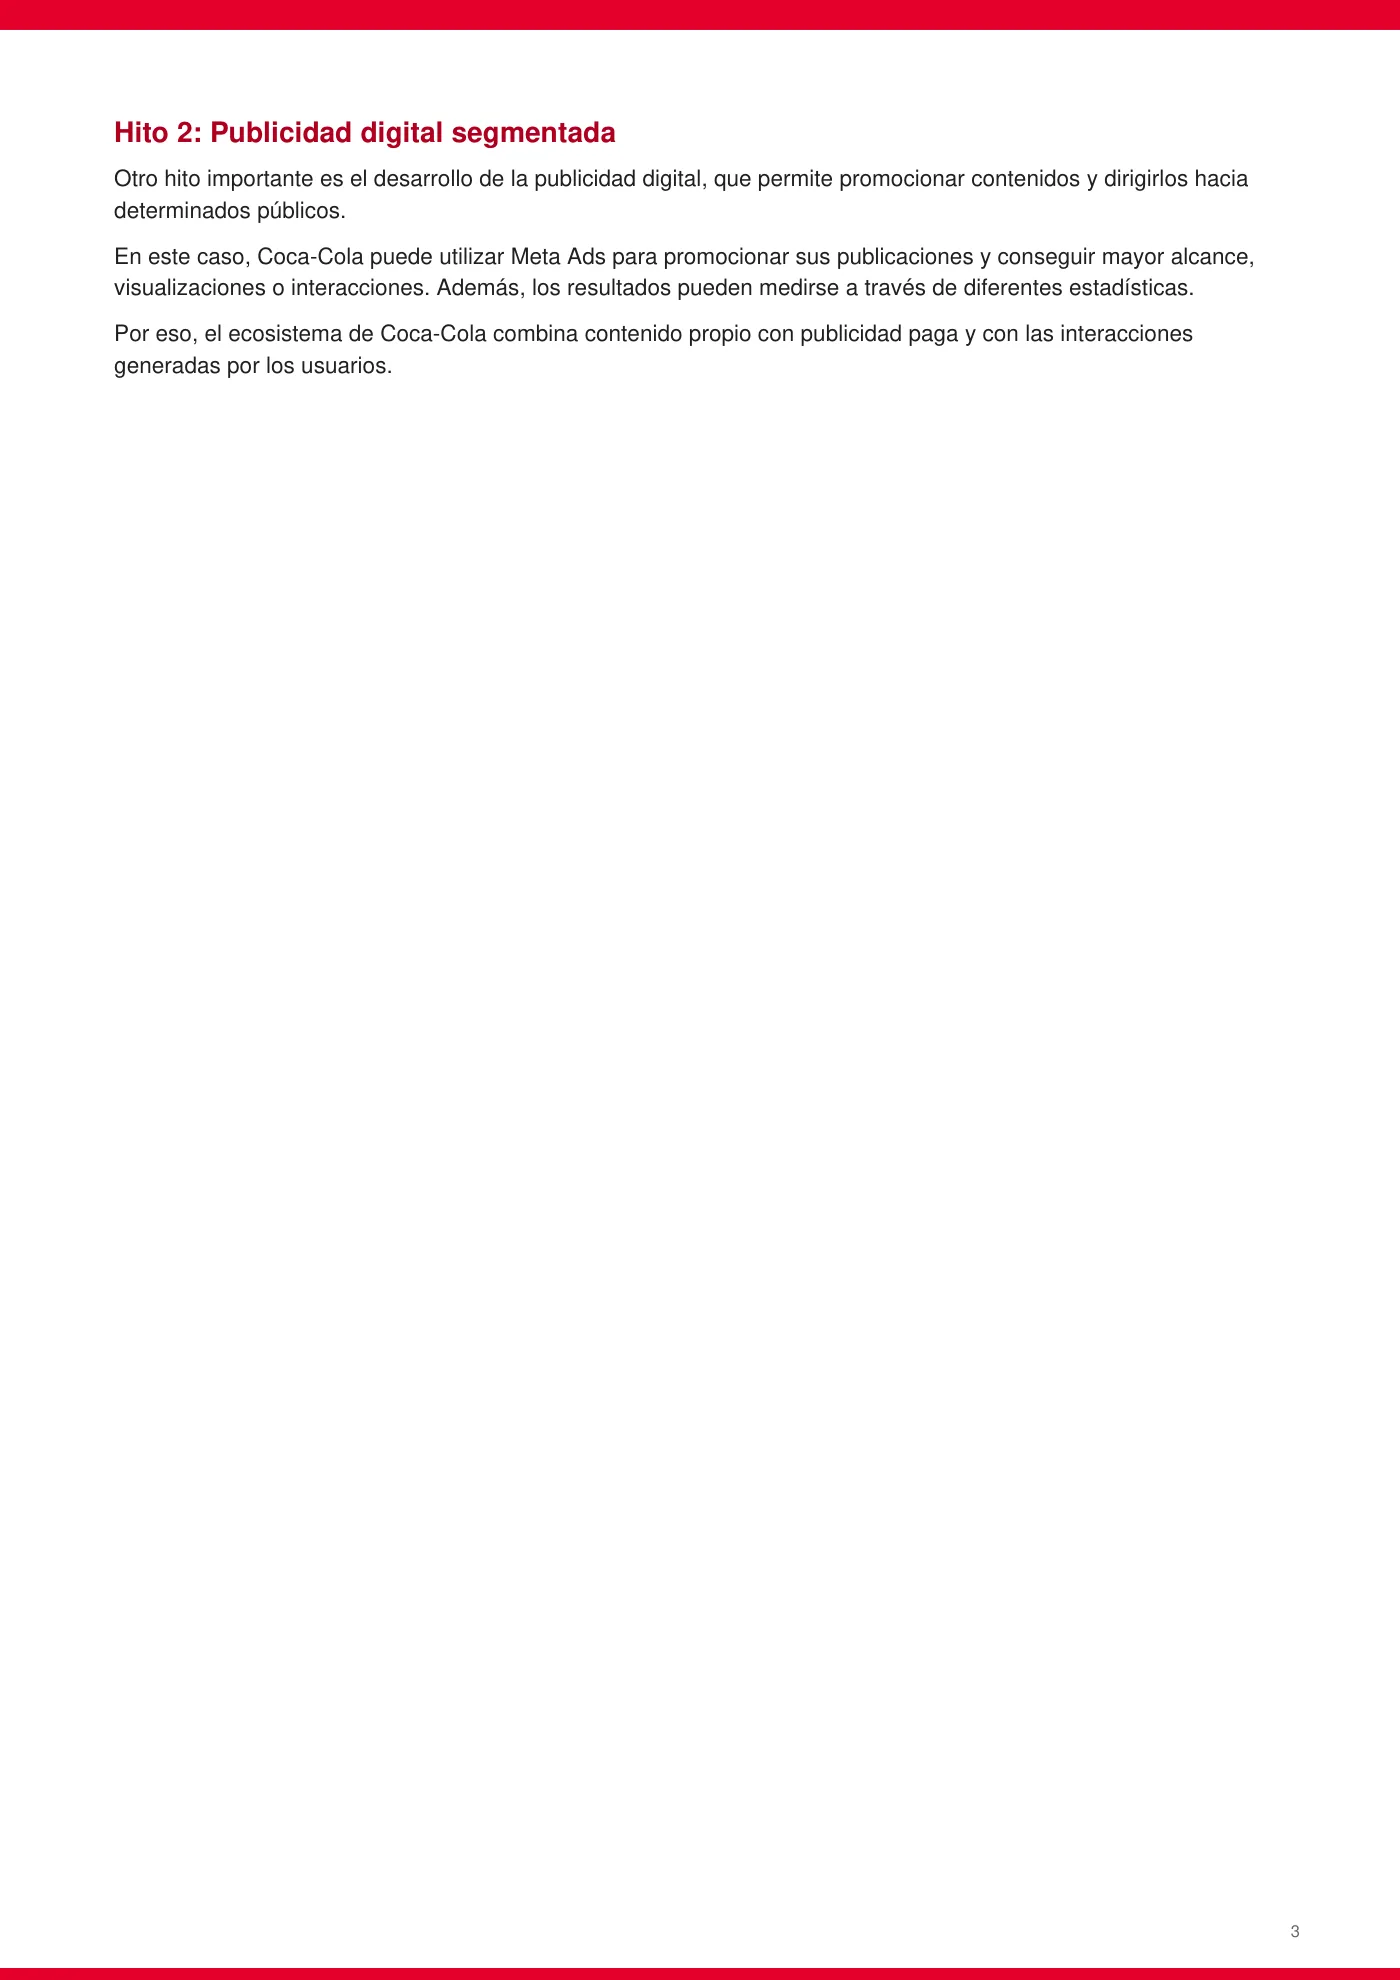 Hito 2: Publicidad digital segmentada
Otro hito importante es el desarrollo de la publicidad digital, que permite promocionar contenidos y dirigirlos hacia
determinados públicos.
En este caso, Coca-Cola puede utilizar Meta Ads para promocionar sus publicaciones y conseguir mayor alcance,
visualizaciones o interacciones. Además, los resultados pueden medirse a través de diferentes estadísticas.
Por eso, el ecosistema de Coca-Cola combina contenido propio con publicidad paga y con las interacciones
generadas por los usuarios.
3